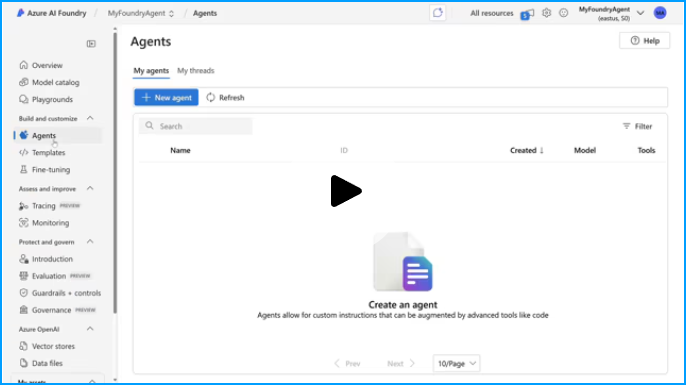 Azure AI Foundry / MyFoundryAgent / Agents
All resources 5 MyFoundryAgent (eastus, S0) MA
Overview
Model catalog
Playgrounds
Build and customize
Agents
Templates
Fine-tuning
Assess and improve
Tracing PREVIEW
Monitoring
Protect and govern
Introduction
Evaluation PREVIEW
Guardrails + controls
Governance PREVIEW
Azure OpenAI
Vector stores
Data files
My assets
Agents
Help
My agents My threads
+ New agent Refresh
Search Filter
Name ID Created ↓ Model Tools
Create an agent
Agents allow for custom instructions that can be augmented by advanced tools like code
Prev Next 10/Page